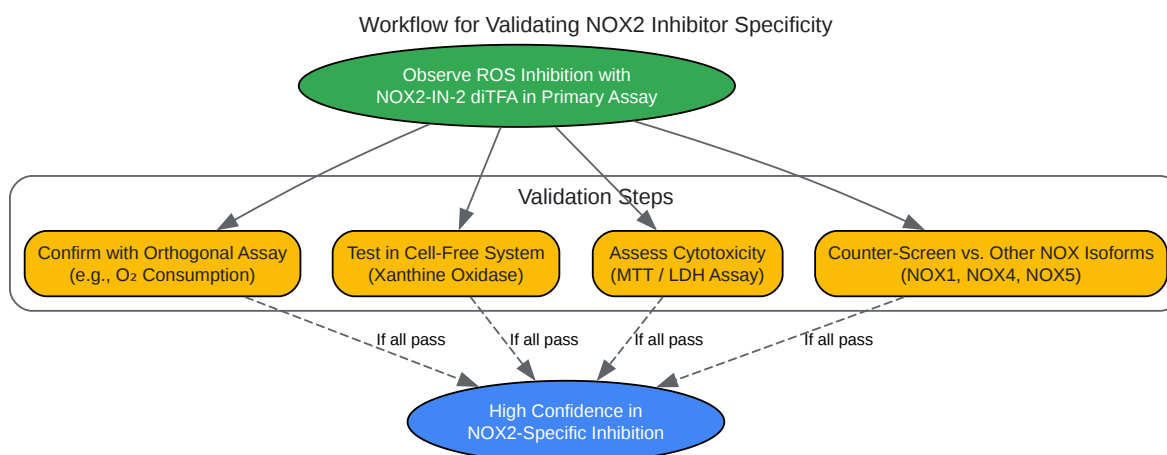 Workflow for Validating NOX2 Inhibitor Specificity
Observe ROS Inhibition with
NOX2-IN-2 diTFA in Primary Assay
Validation Steps
Confirm with Orthogonal Assay
(e.g., O₂ Consumption)
Test in Cell-Free System
(Xanthine Oxidase)
Assess Cytotoxicity
(MTT / LDH Assay)
Counter-Screen vs. Other NOX Isoforms
(NOX1, NOX4, NOX5)
If all pass
If all pass
If all pass
If all pass
High Confidence in
NOX2-Specific Inhibition